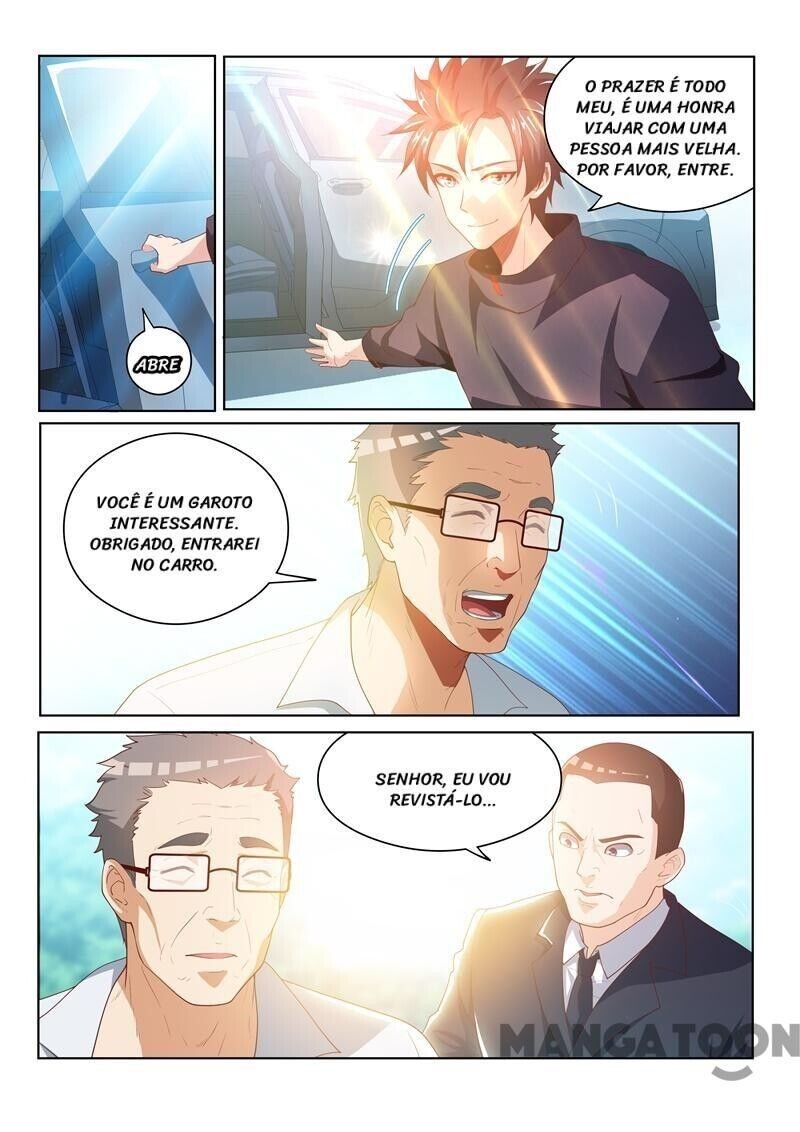 ABRE
O PRAZER É TODO
MEU, É UMA HONRA
VIAJAR COM UMA
PESSOA MAIS VELHA.
POR FAVOR, ENTRE.
VOCÊ É UM GAROTO
INTERESSANTE.
OBRIGADO, ENTRAREI
NO CARRO.
SENHOR, EU VOU
REVISTÁ-LO...
MANGATOON